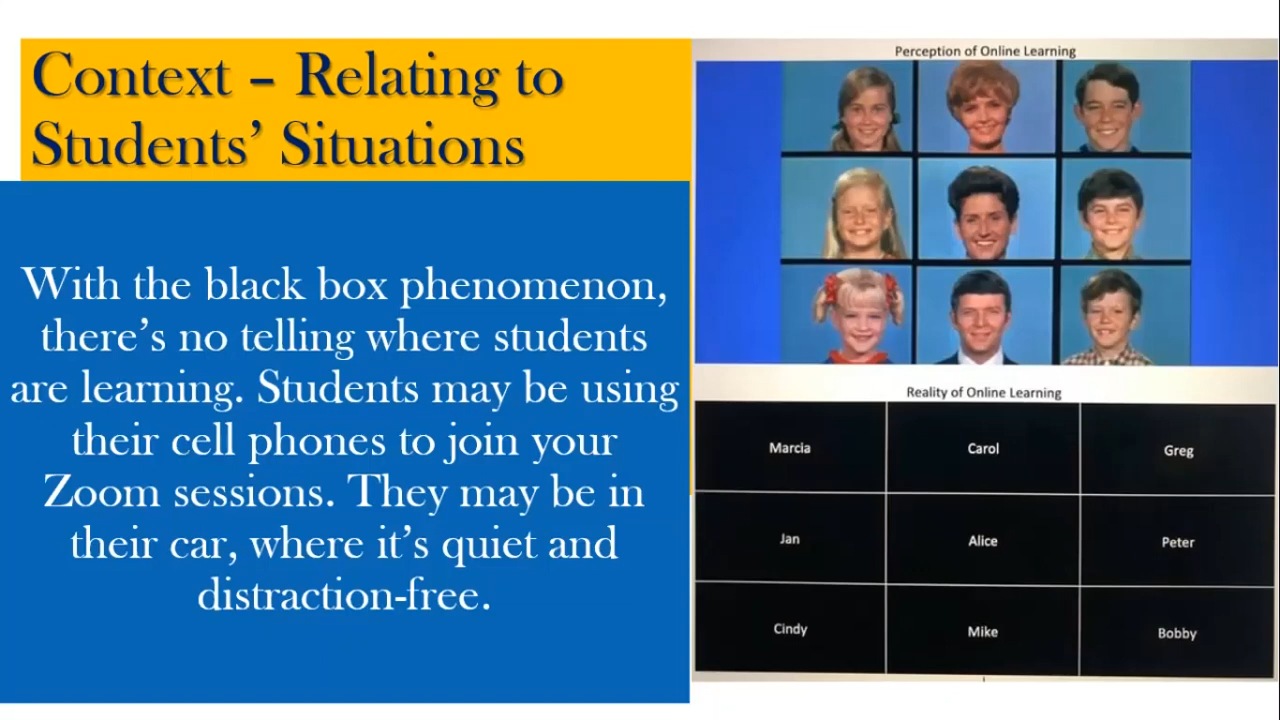 Context – Relating to
Students’ Situations
With the black box phenomenon,
there’s no telling where students
are learning. Students may be using
their cell phones to join your
Zoom sessions. They may be in
their car, where it’s quiet and
distraction-free.
Perception of Online Learning
Reality of Online Learning
Marcia Carol Greg
Jan Alice Peter
Cindy Mike Bobby